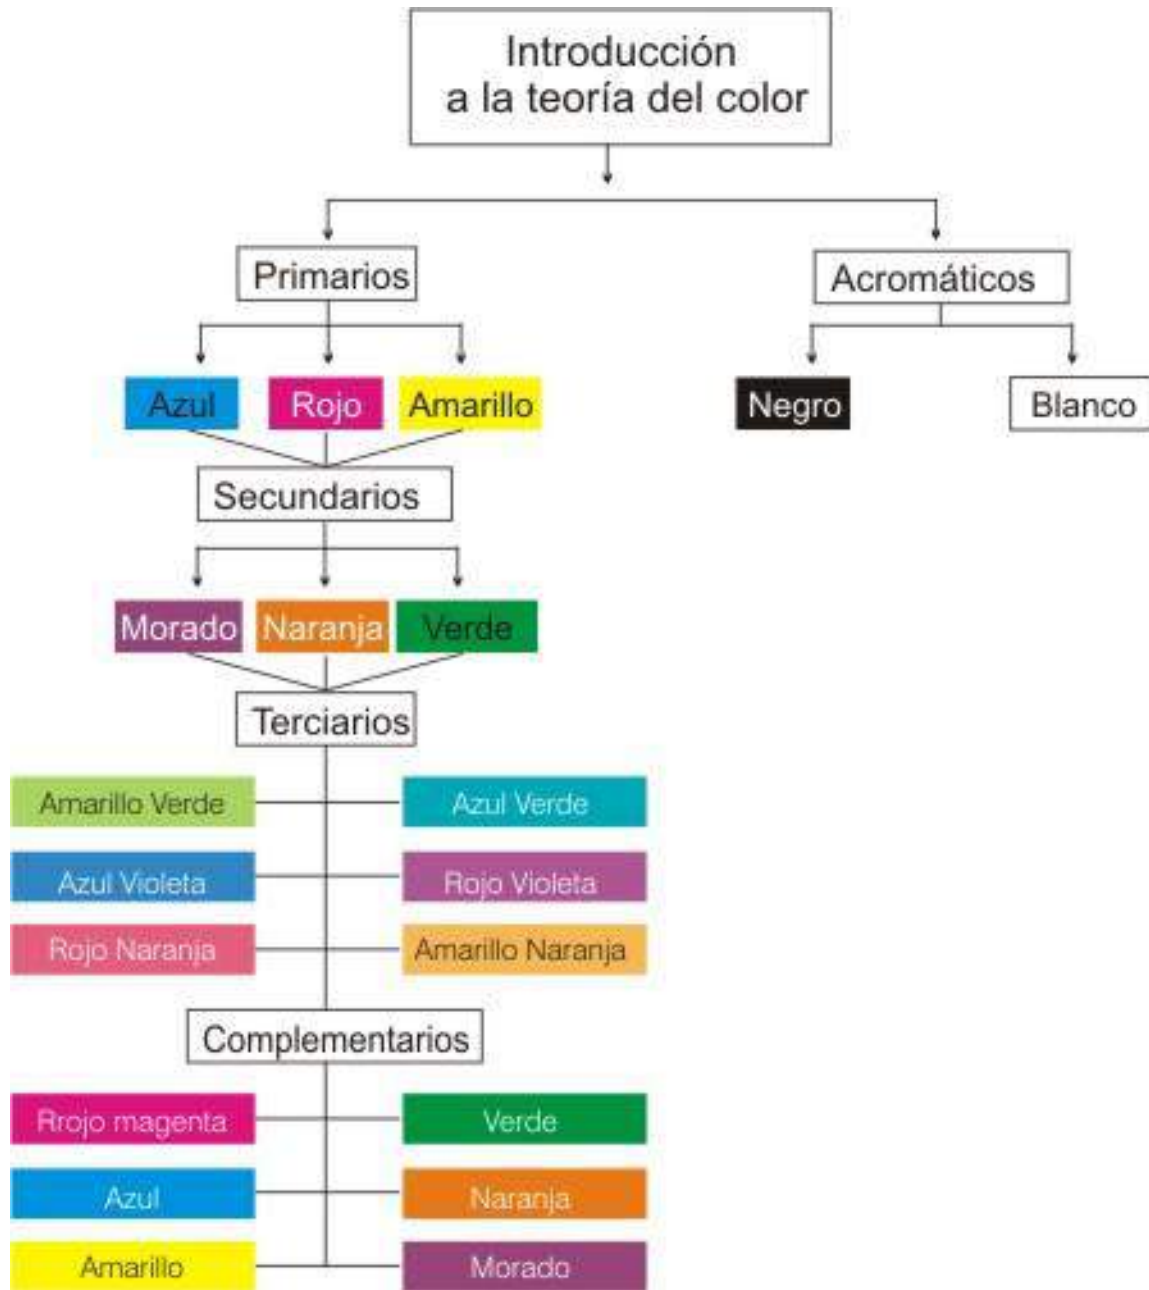 Introducción
a la teoría del color
Primarios
Acromáticos
Azul
Rojo
Amarillo
Negro
Blanco
Secundarios
Morado
Naranja
Verde
Terciarios
Amarillo Verde
Azul Verde
Azul Violeta
Rojo Violeta
Rojo Naranja
Amarillo Naranja
Complementarios
Rrojo magenta
Verde
Azul
Naranja
Amarillo
Morado